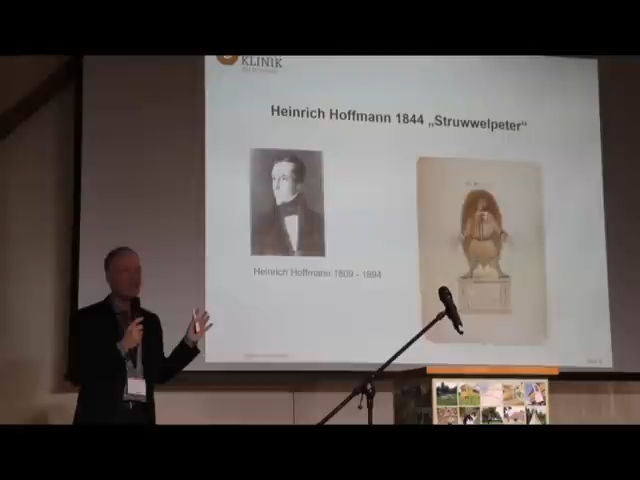 KLINIK
Heinrich Hoffmann 1844 „Struwwelpeter“
Heinrich Hoffmann 1809 - 1894